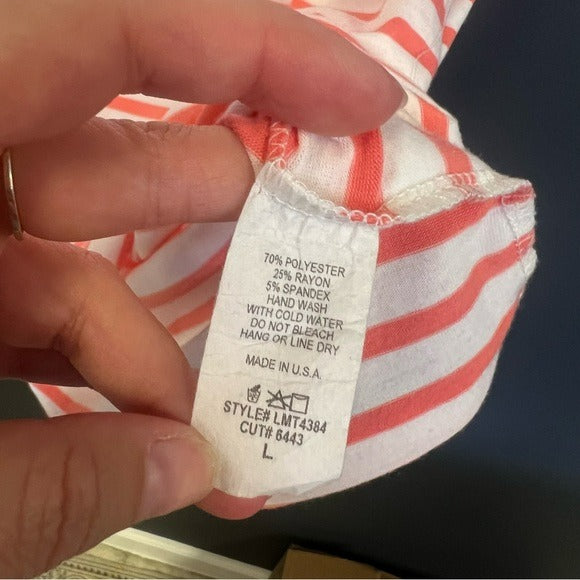 70% POLYESTER
25% RAYON
5% SPANDEX
HAND WASH
WITH COLD WATER
DO NOT BLEACH
HANG OR LINE DRY
MADE IN U.S.A.
STYLE# LMT4384
CUT# 6443
L